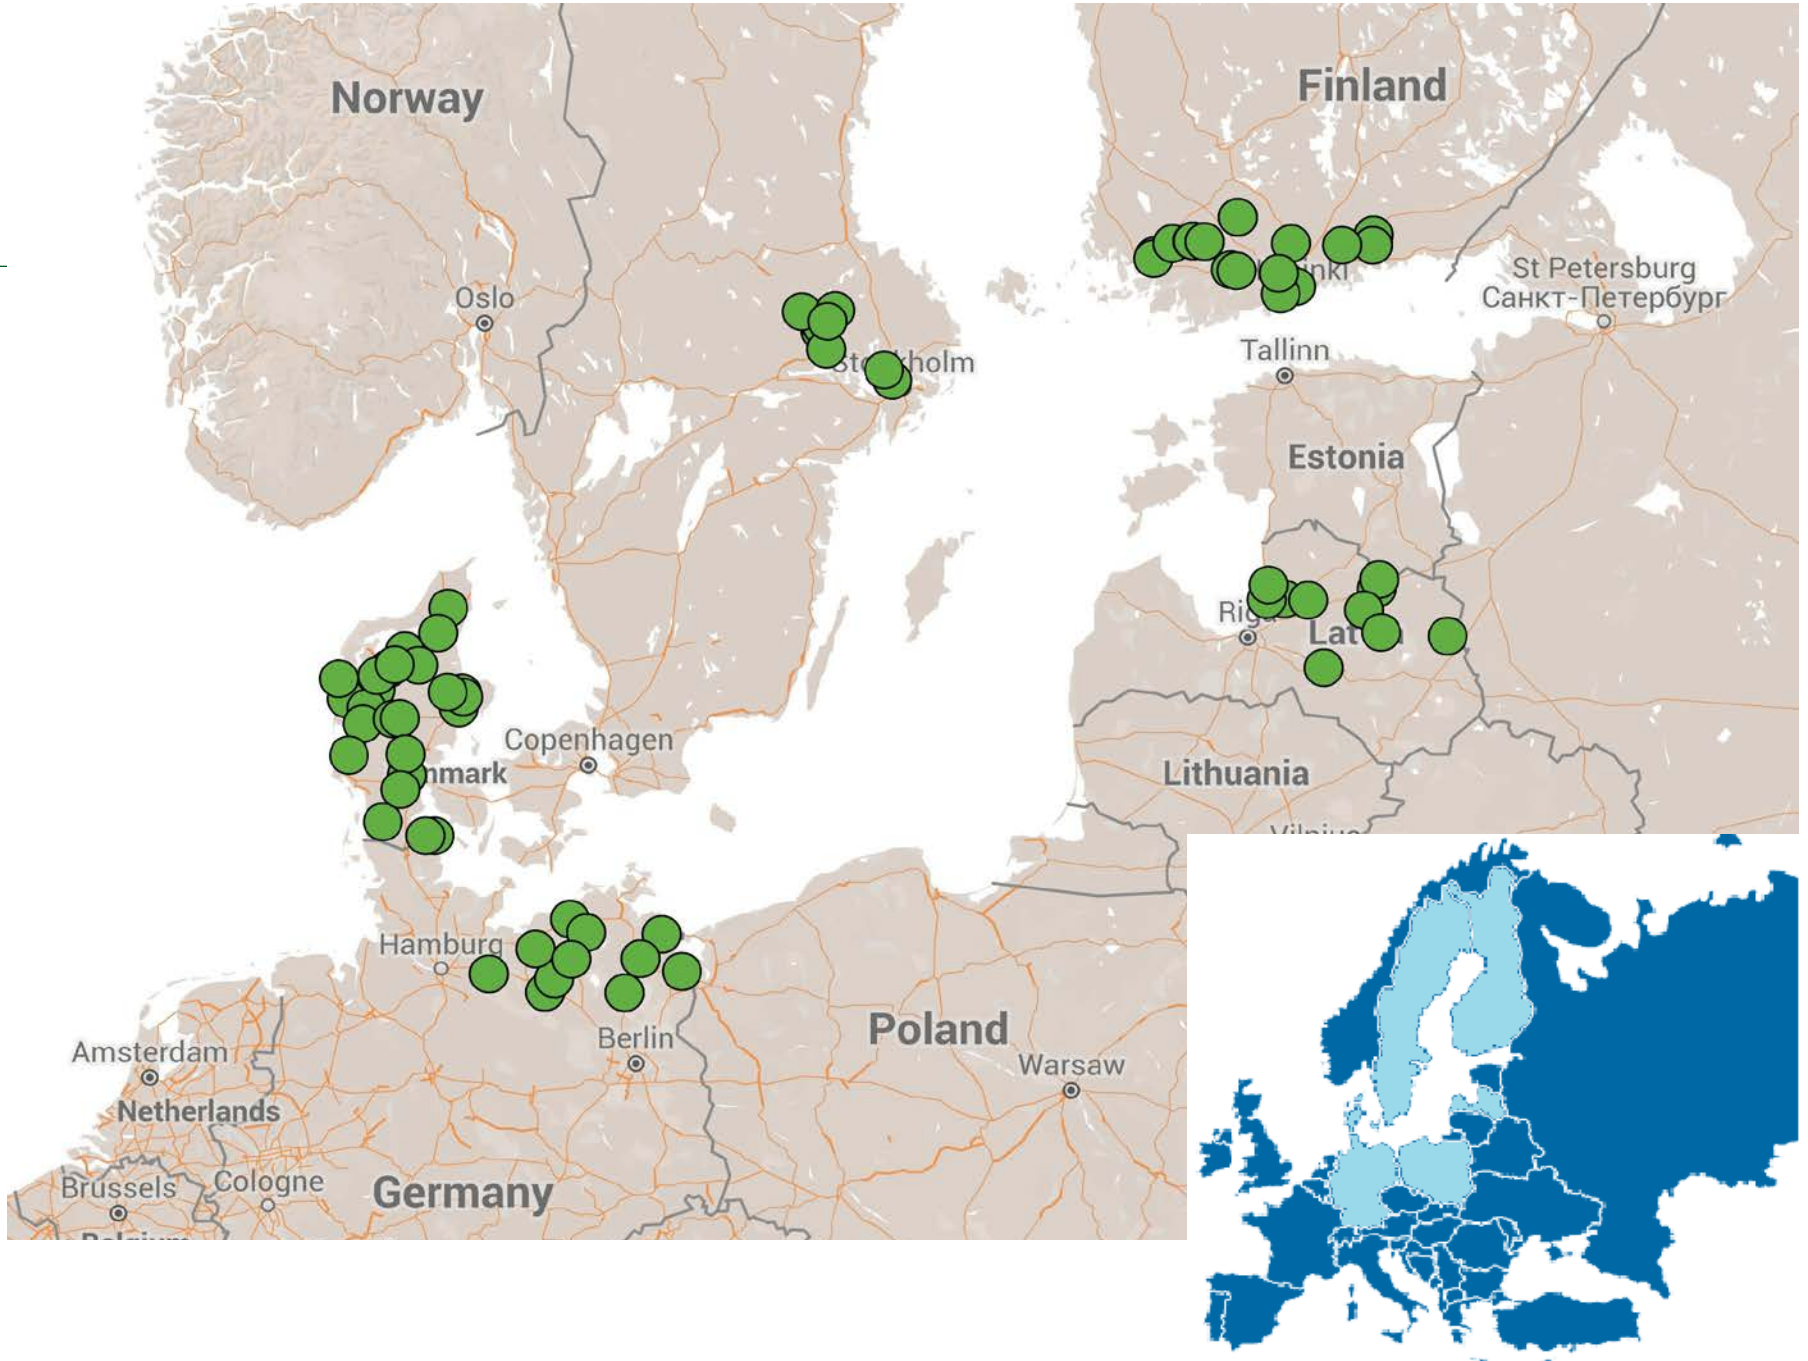 Norway
Finland
Oslo
St Petersburg
Санкт-Петербург
Tallinn
Estonia
Copenhagen
Lithuania
Hamburg
Berlin
Poland
Warsaw
Amsterdam
Netherlands
Brussels
Cologne
Germany